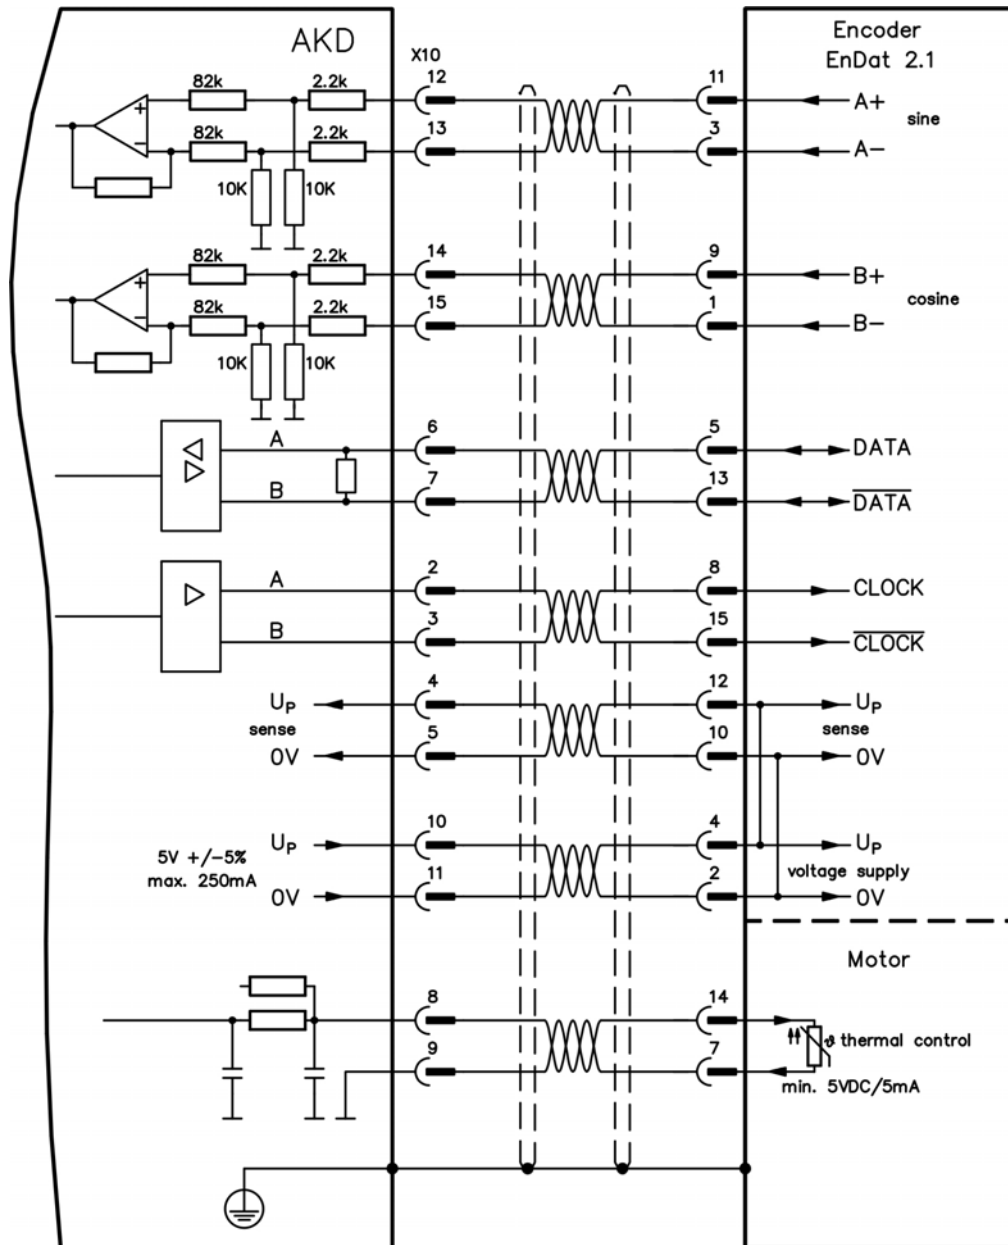 AKD
X10
Encoder
EnDat 2.1
82k 2.2k 12 11 A+
sine
82k 2.2k 13 3 A-
10K 10K
82k 2.2k 14 9 B+
cosine
82k 2.2k 15 1 B-
10K 10K
A 6 5 DATA
B 7 13 D̅A̅T̅A̅
A 2 8 CLOCK
B 3 15 C̅L̅O̅C̅K̅
UP 4 12 UP
sense sense
0V 5 10 0V
UP 10 4 UP
5V +/-5%
max. 250mA
voltage supply
0V 11 2 0V
Motor
8 14
ϑ thermal control
9 7
min. 5VDC/5mA